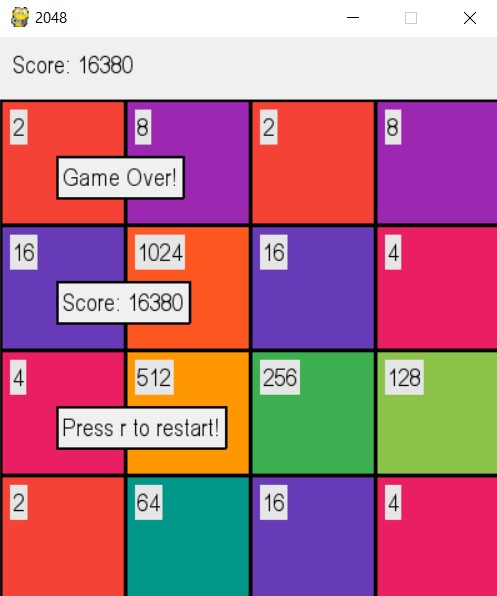 2048
Score: 16380
2 8 2 8
Game Over!
16 1024 16 4
Score: 16380
4 512 256 128
Press r to restart!
2 64 16 4